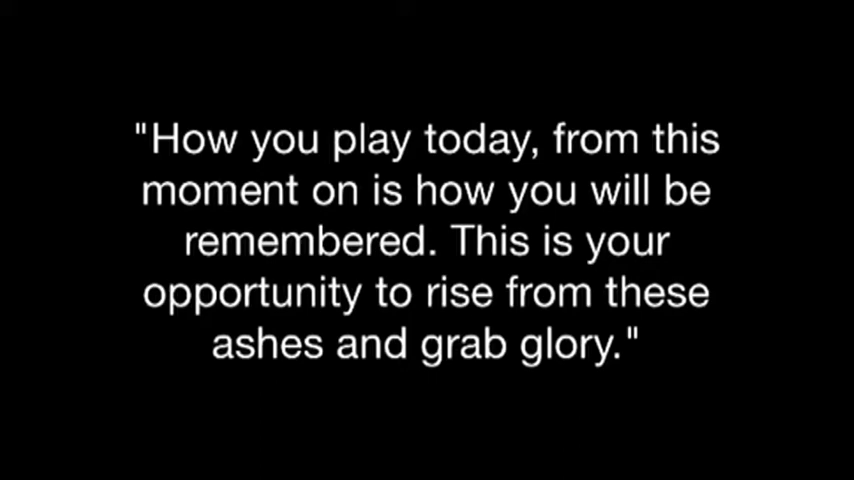 "How you play today, from this
moment on is how you will be
remembered. This is your
opportunity to rise from these
ashes and grab glory."